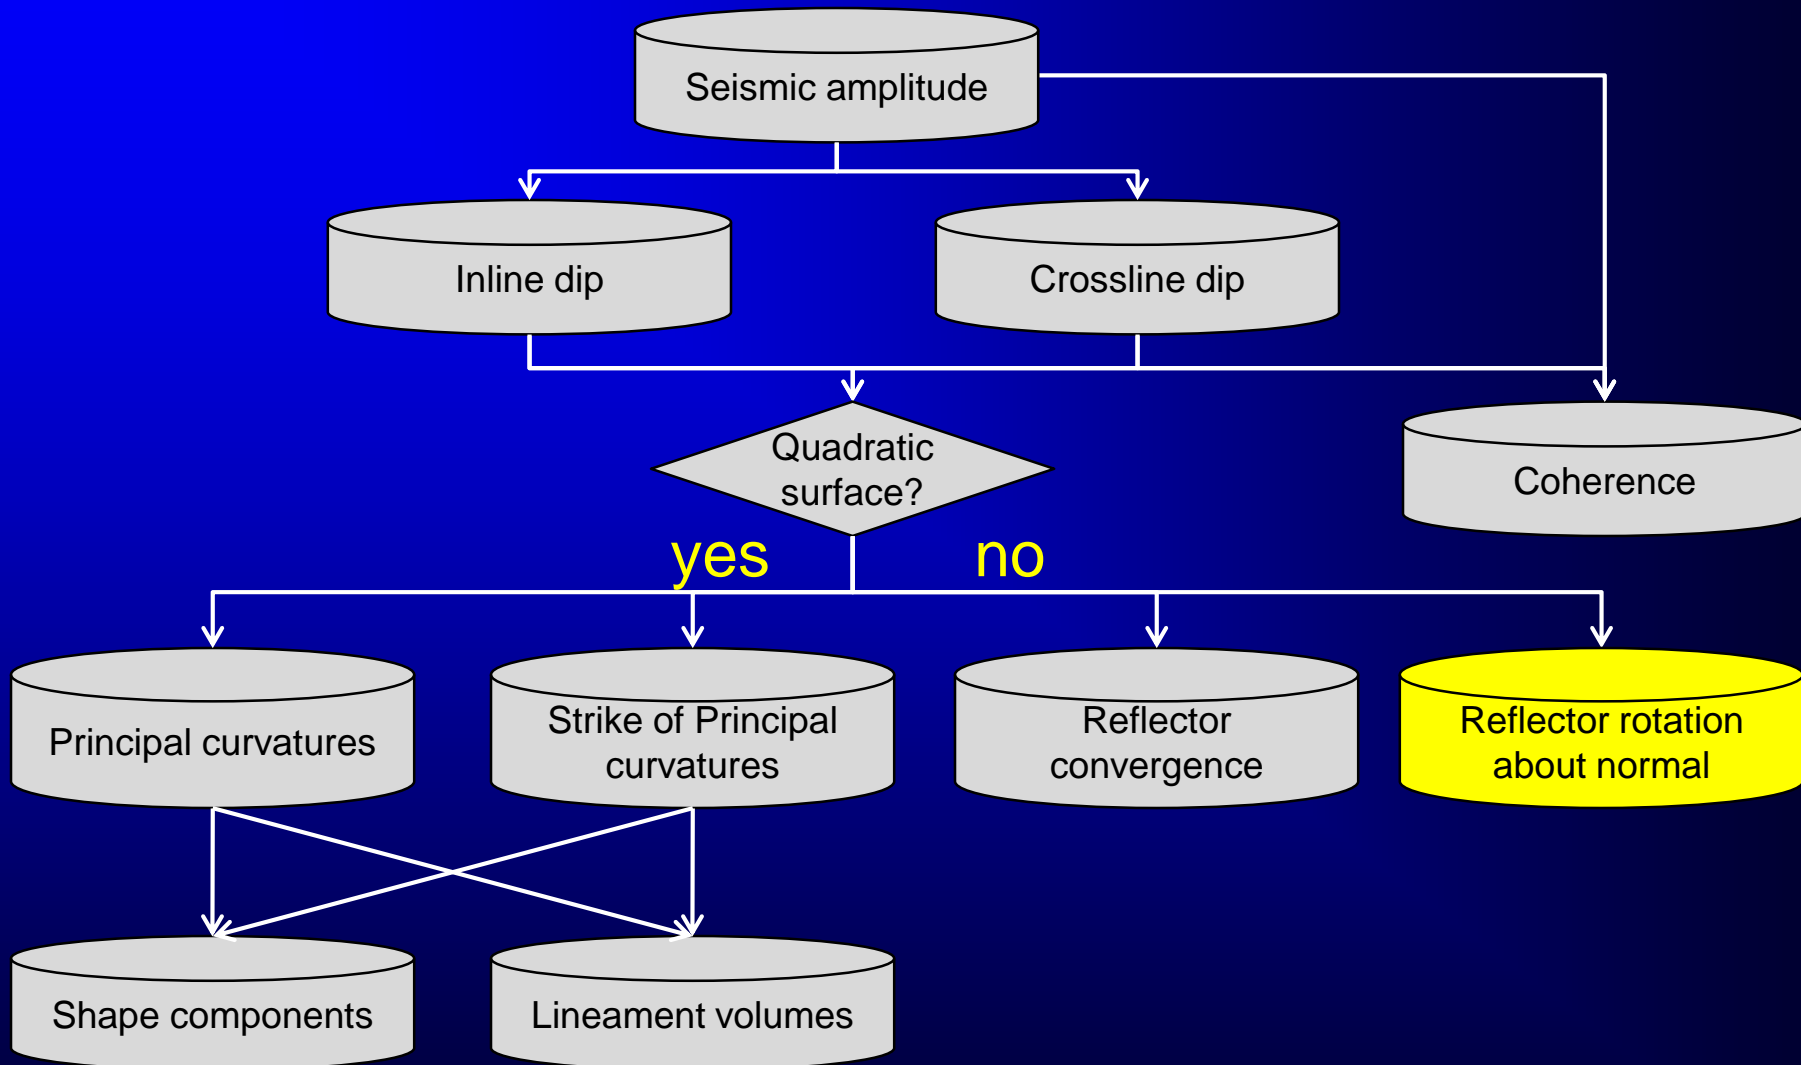 Seismic amplitude
Inline dip
Crossline dip
Quadratic
surface?
Coherence
yes
no
Principal curvatures
Strike of Principal
curvatures
Reflector
convergence
Reflector rotation
about normal
Shape components
Lineament volumes